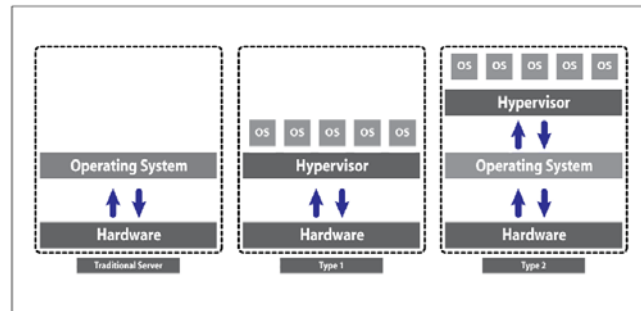 Operating System
Hardware
Traditional Server
OS OS OS OS OS
Hypervisor
Hardware
Type 1
OS OS OS OS OS
Hypervisor
Operating System
Hardware
Type 2